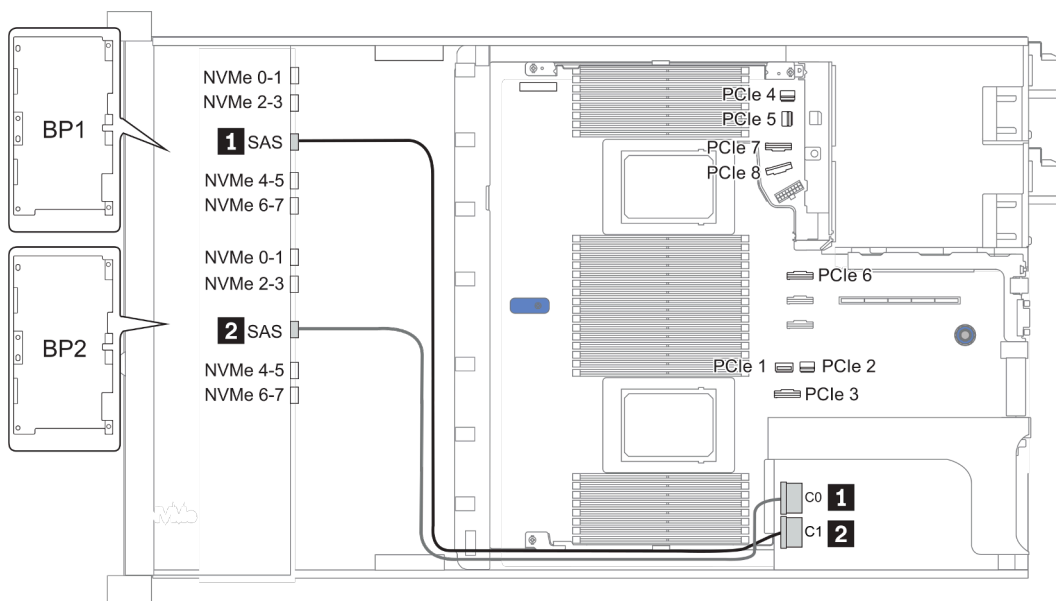 BP1
NVMe 0-1
NVMe 2-3
1 SAS
NVMe 4-5
NVMe 6-7
BP2
NVMe 0-1
NVMe 2-3
2 SAS
NVMe 4-5
NVMe 6-7
PCIe 4
PCIe 5
PCIe 7
PCIe 8
PCIe 6
PCIe 1
PCIe 2
PCIe 3
C0 1
C1 2